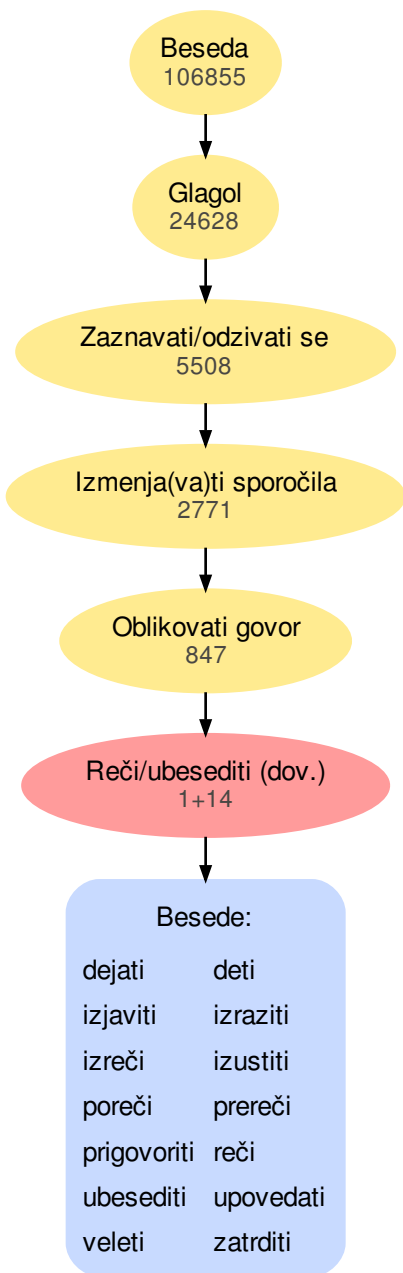 Beseda
106855
Glagol
24628
Zaznavati/odzivati se
5508
Izmenja(va)ti sporočila
2771
Oblikovati govor
847
Reči/ubesediti (dov.)
1+14
Besede:
dejati deti
izjaviti izraziti
izreči izustiti
poreči prereči
prigovoriti reči
ubesediti upovedati
veleti zatrditi